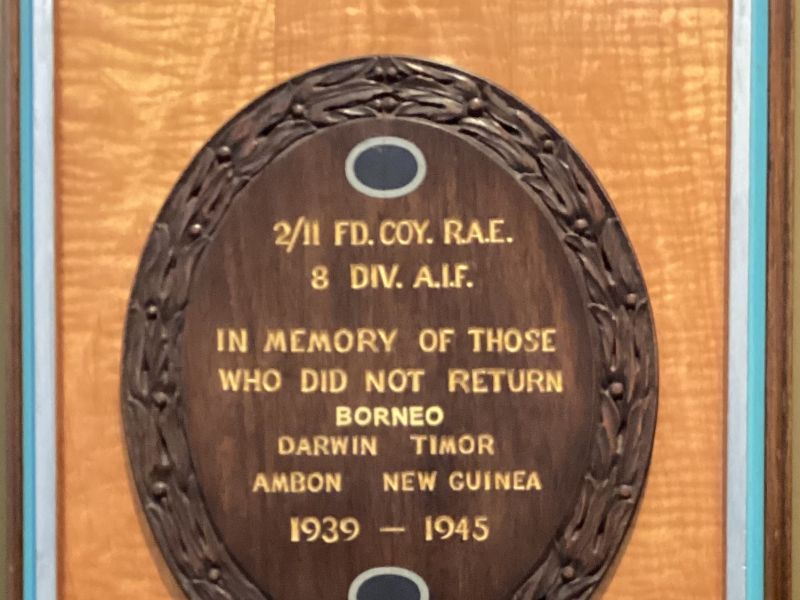 2/11 FD. COY. R.A.E.
8 DIV. A.I.F.
IN MEMORY OF THOSE
WHO DID NOT RETURN
BORNEO
DARWIN TIMOR
AMBON NEW GUINEA
1939 — 1945